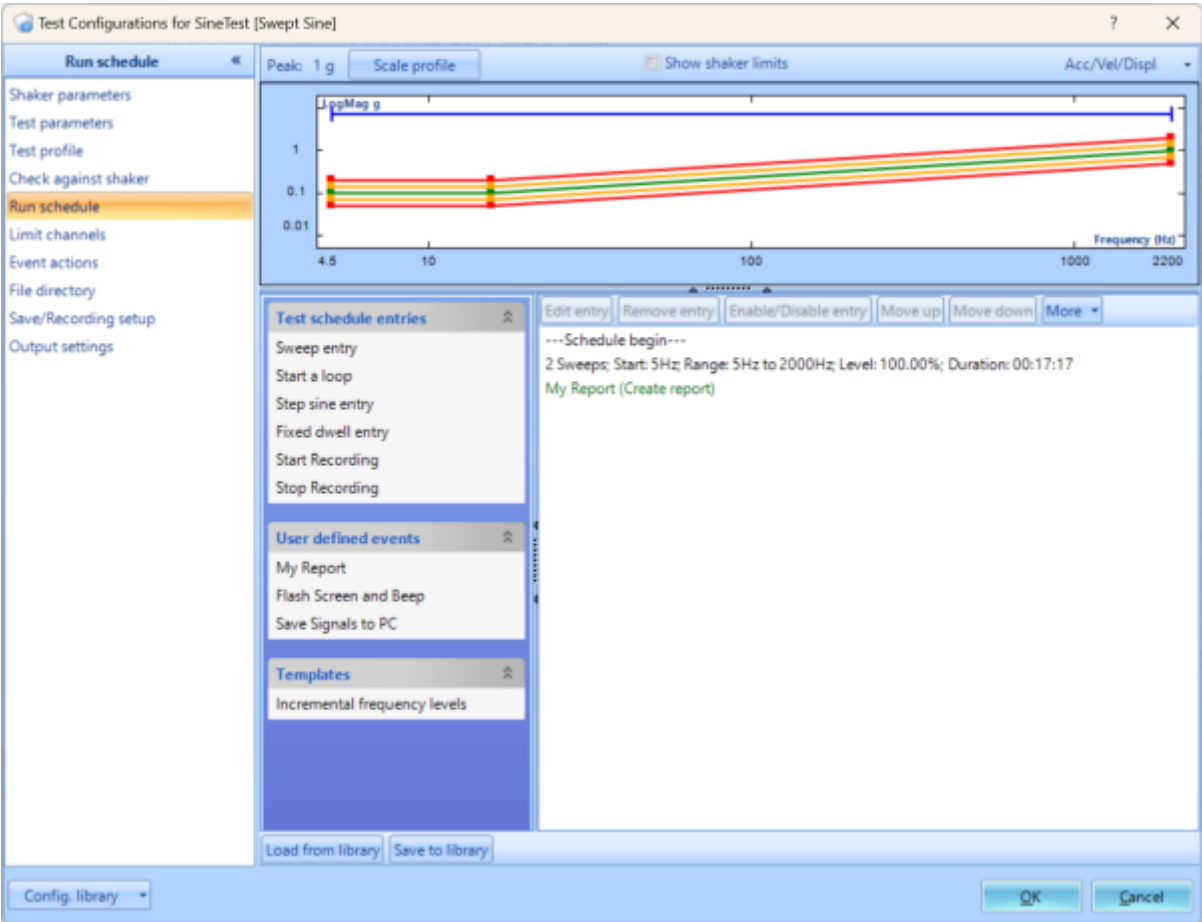 Test Configurations for SineTest [Swept Sine]
?
Run schedule «
Shaker parameters
Test parameters
Test profile
Check against shaker
Run schedule
Limit channels
Event actions
File directory
Save/Recording setup
Output settings
Peak: 1 g Scale profile Show shaker limits Acc/Vel/Displ
LogMag g
1
0.1
0.01
Frequency (Hz)
4.5 10 100 1000 2200
Test schedule entries
Sweep entry
Start a loop
Step sine entry
Fixed dwell entry
Start Recording
Stop Recording
User defined events
My Report
Flash Screen and Beep
Save Signals to PC
Templates
Incremental frequency levels
Edit entry Remove entry Enable/Disable entry Move up Move down More
---Schedule begin---
2 Sweeps; Start: 5Hz; Range: 5Hz to 2000Hz; Level: 100.00%; Duration: 00:17:17
My Report (Create report)
Load from library Save to library
Config. library OK Cancel